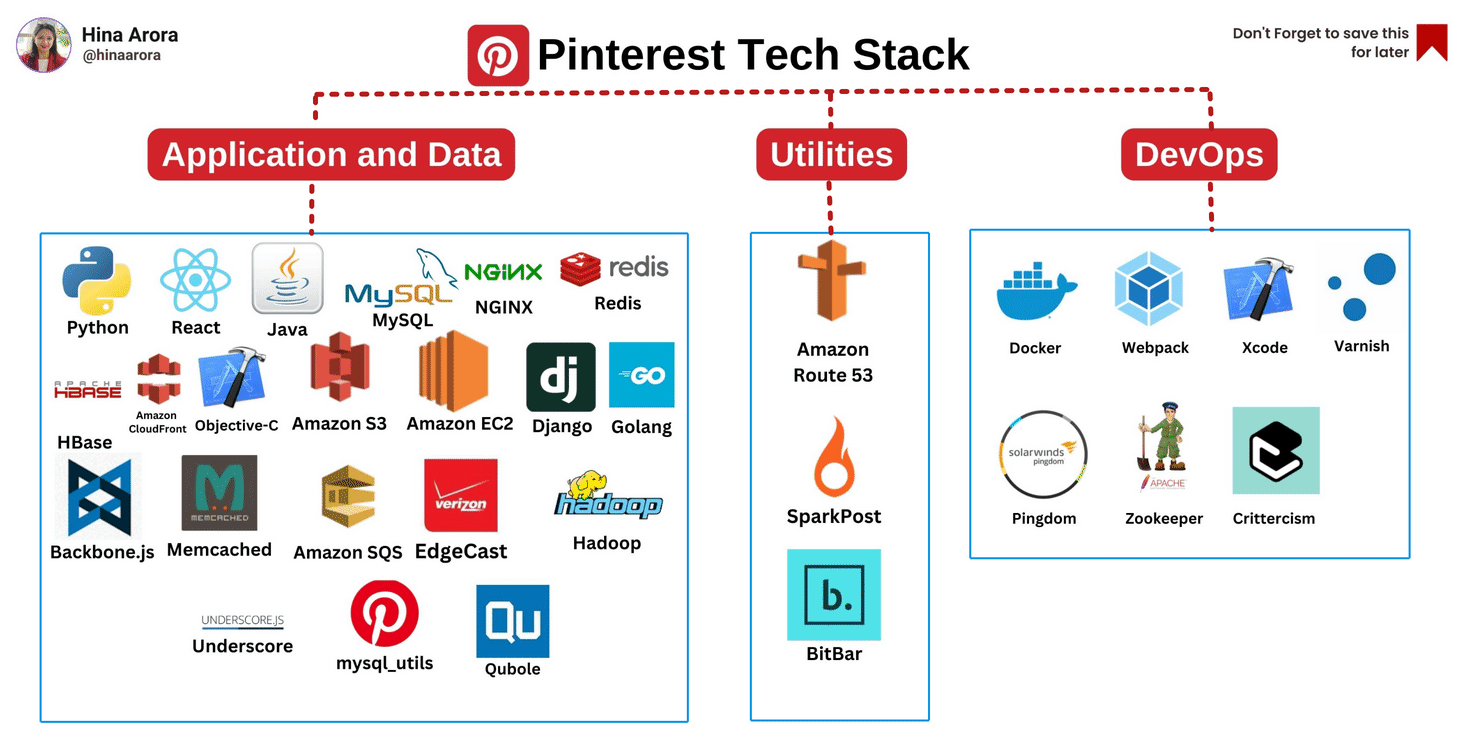 Hina Arora
@hinaarora
Pinterest Tech Stack
Don't Forget to save this
for later
Application and Data
Utilities
DevOps
Python
React
Java
MySQL
MySQL
NGINX
NGINX
redis
Redis
APACHE
HBASE
HBase
Amazon
CloudFront
Objective-C
Amazon S3
Amazon EC2
dj
Django
GO
Golang
Backbone.js
MEMCACHED
Memcached
Amazon SQS
verizon
EdgeCast
hadoop
Hadoop
UNDERSCORE.JS
Underscore
mysql_utils
Qu
Qubole
Amazon
Route 53
SparkPost
b.
BitBar
Docker
Webpack
Xcode
Varnish
solarwinds
pingdom
Pingdom
APACHE
Zookeeper
Crittercism